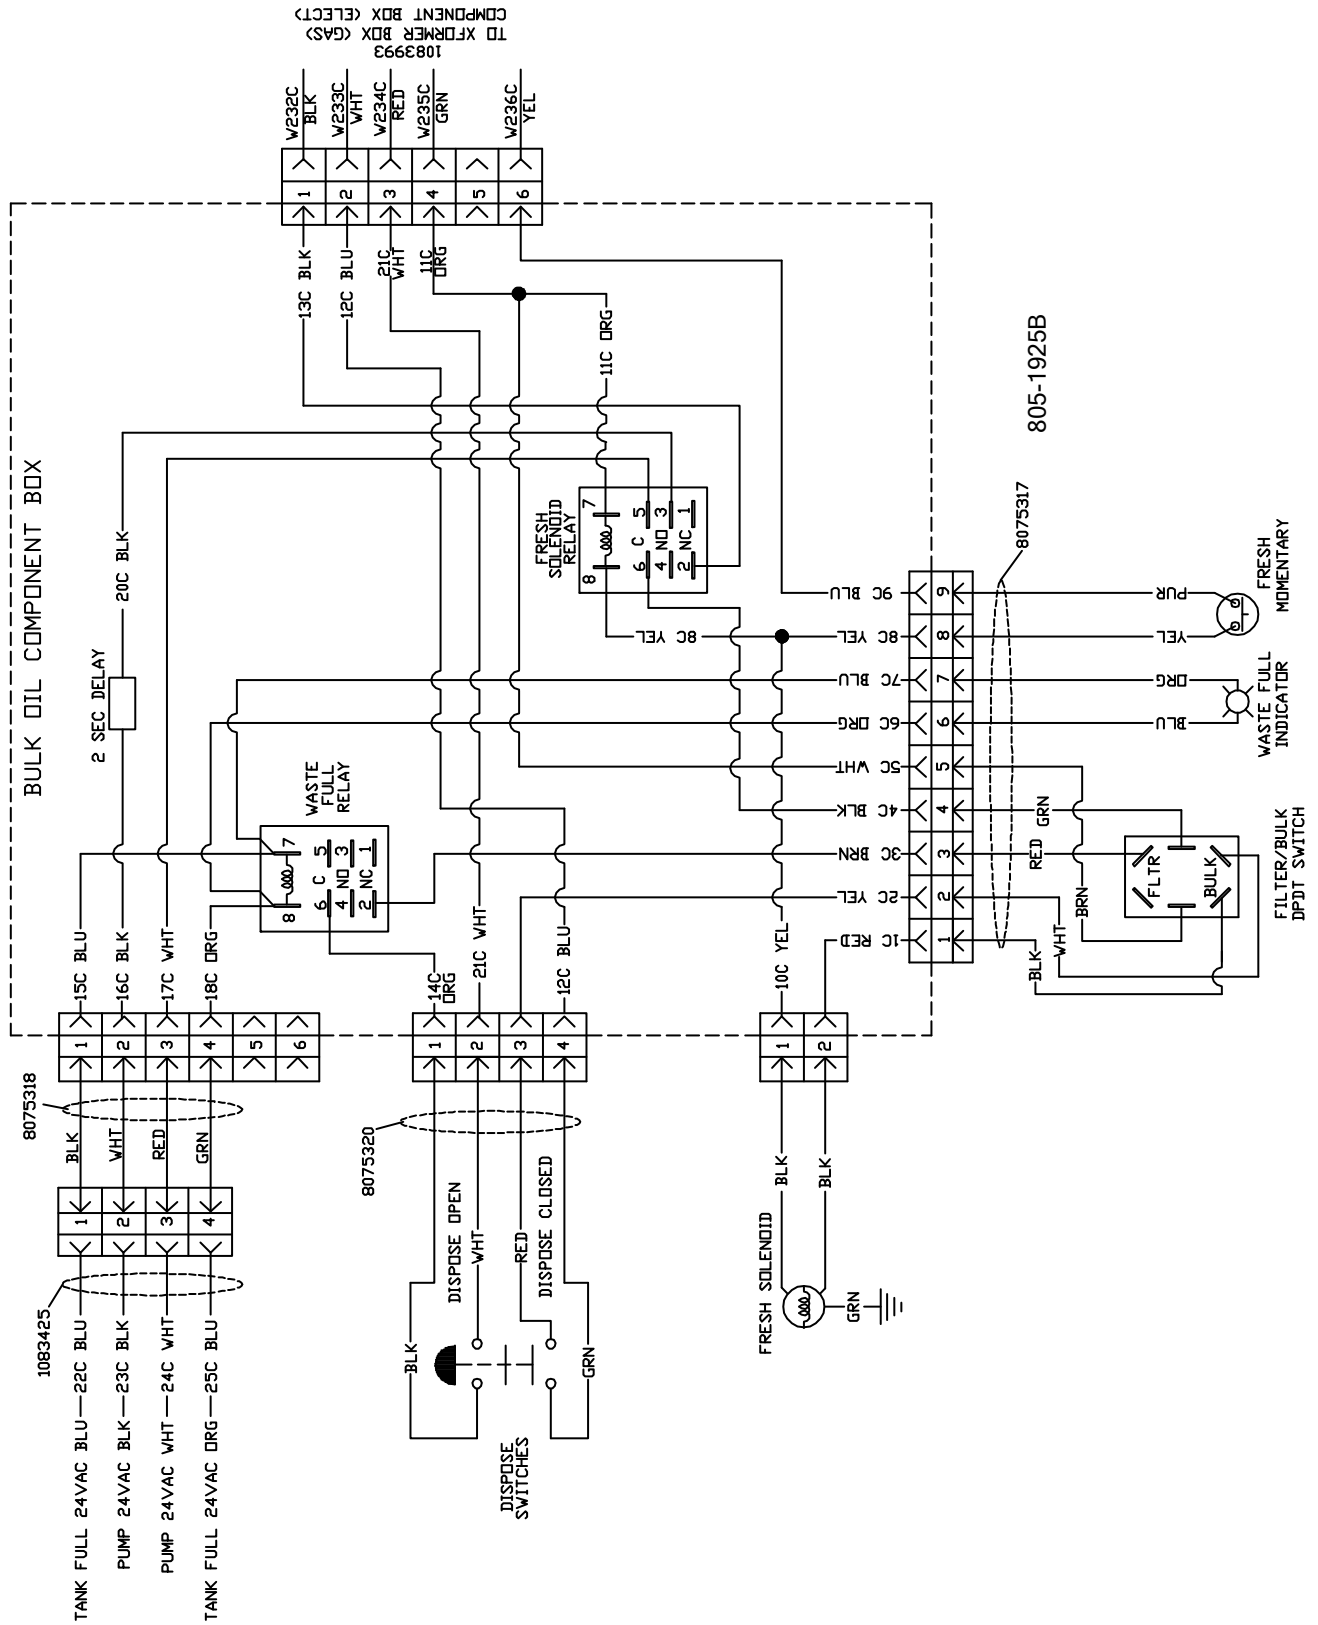 COMPONENT BOX (ELECT)
TO XFORMER BOX (GAS)
1083993
W232C
BLK
W233C
WHT
W234C
RED
W235C
GRN
W236C
YEL
1
2
3
4
5
6
13C BLK
12C BLU
21C
WHT
11C
ORG
11C ORG
BULK OIL COMPONENT BOX
20C BLK
2 SEC DELAY
FRESH
SOLENOID
RELAY
7
8
5
3
1
C
NO
NC
6
4
2
805-1925B
8075317
9C BLU
8C YEL
8C YEL
7C BLU
6C ORG
5C WHT
4C BLK
3C BRN
2C YEL
1C RED
9
8
7
6
5
4
3
2
1
PUR
YEL
ORG
BLU
FRESH
MOMENTARY
WASTE FULL
INDICATOR
GRN
RED
BRN
WHT
BLK
FLTR
BULK
FILTER/BULK
DPDT SWITCH
WASTE
FULL
RELAY
7
8
5
3
1
C
NO
NC
6
4
2
15C BLU
16C BLK
17C WHT
18C ORG
14C
ORG
21C WHT
12C BLU
10C YEL
1
2
3
4
5
6
1
2
3
4
1
2
8075318
BLK
WHT
RED
GRN
1
2
3
4
1083425
TANK FULL 24VAC BLU
22C BLU
PUMP 24VAC BLK
23C BLK
PUMP 24VAC WHT
24C WHT
TANK FULL 24VAC ORG
25C BLU
8075320
DISPOSE OPEN
WHT
RED
DISPOSE CLOSED
BLK
GRN
DISPOSE
SWITCHES
BLK
BLK
FRESH SOLENOID
GRN